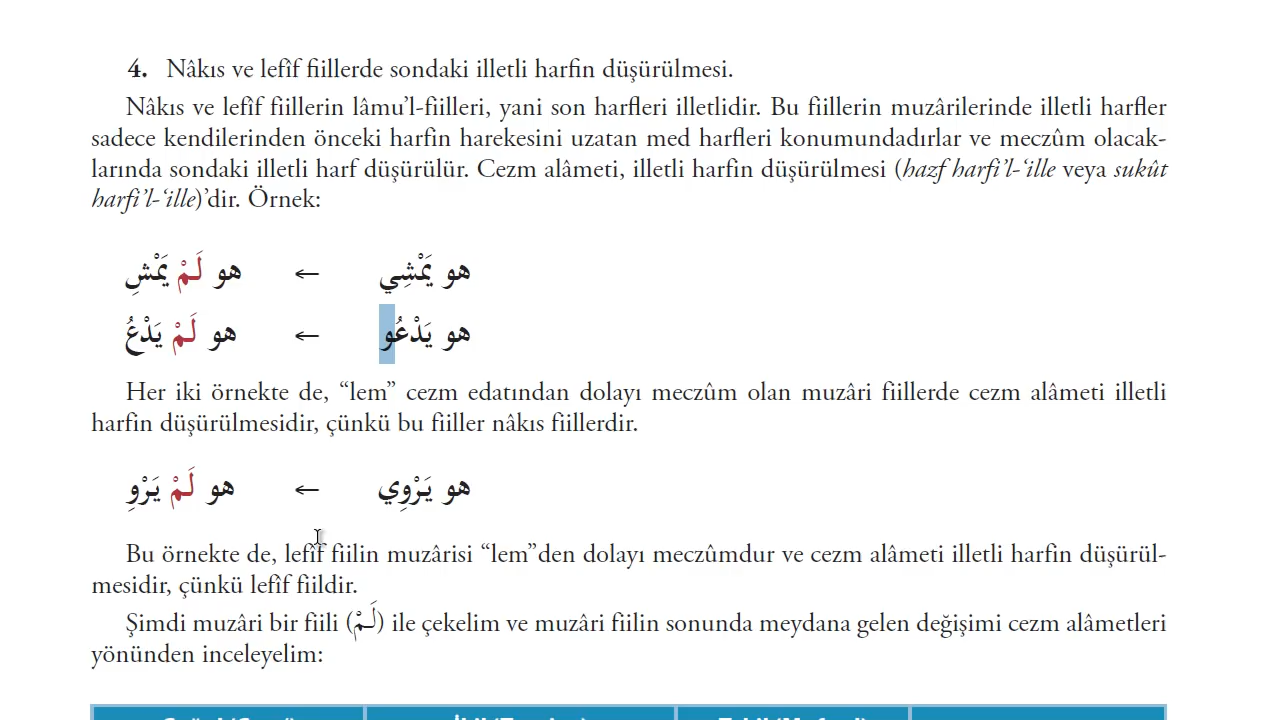 4. Nâkıs ve lefîf fiillerde sondaki illetli harfin düşürülmesi.
Nâkıs ve lefîf fiillerin lâmu’l-fiilleri, yani son harfleri illetlidir. Bu fiillerin muzârilerinde illetli harfler
sadece kendilerinden önceki harfin harekesini uzatan med harfleri konumundadırlar ve meczûm olacak-
larında sondaki illetli harf düşürülür. Cezm alâmeti, illetli harfin düşürülmesi (hazf harfi’l-‘ille veya sukût
harfi’l-‘ille)’dir. Örnek:
هو يَمْشِي ← هو لَمْ يَمْشِ
هو يَدْعُو ← هو لَمْ يَدْعُ
Her iki örnekte de, “lem” cezm edatından dolayı meczûm olan muzâri fiillerde cezm alâmeti illetli
harfin düşürülmesidir, çünkü bu fiiller nâkıs fiillerdir.
هو يَرْوِي ← هو لَمْ يَرْوِ
Bu örnekte de, lefîf fiilin muzârisi “lem”den dolayı meczûmdur ve cezm alâmeti illetli harfin düşürül-
mesidir, çünkü lefîf fiildir.
Şimdi muzâri bir fiili (لَمْ) ile çekelim ve muzâri fiilin sonunda meydana gelen değişimi cezm alâmetleri
yönünden inceleyelim: